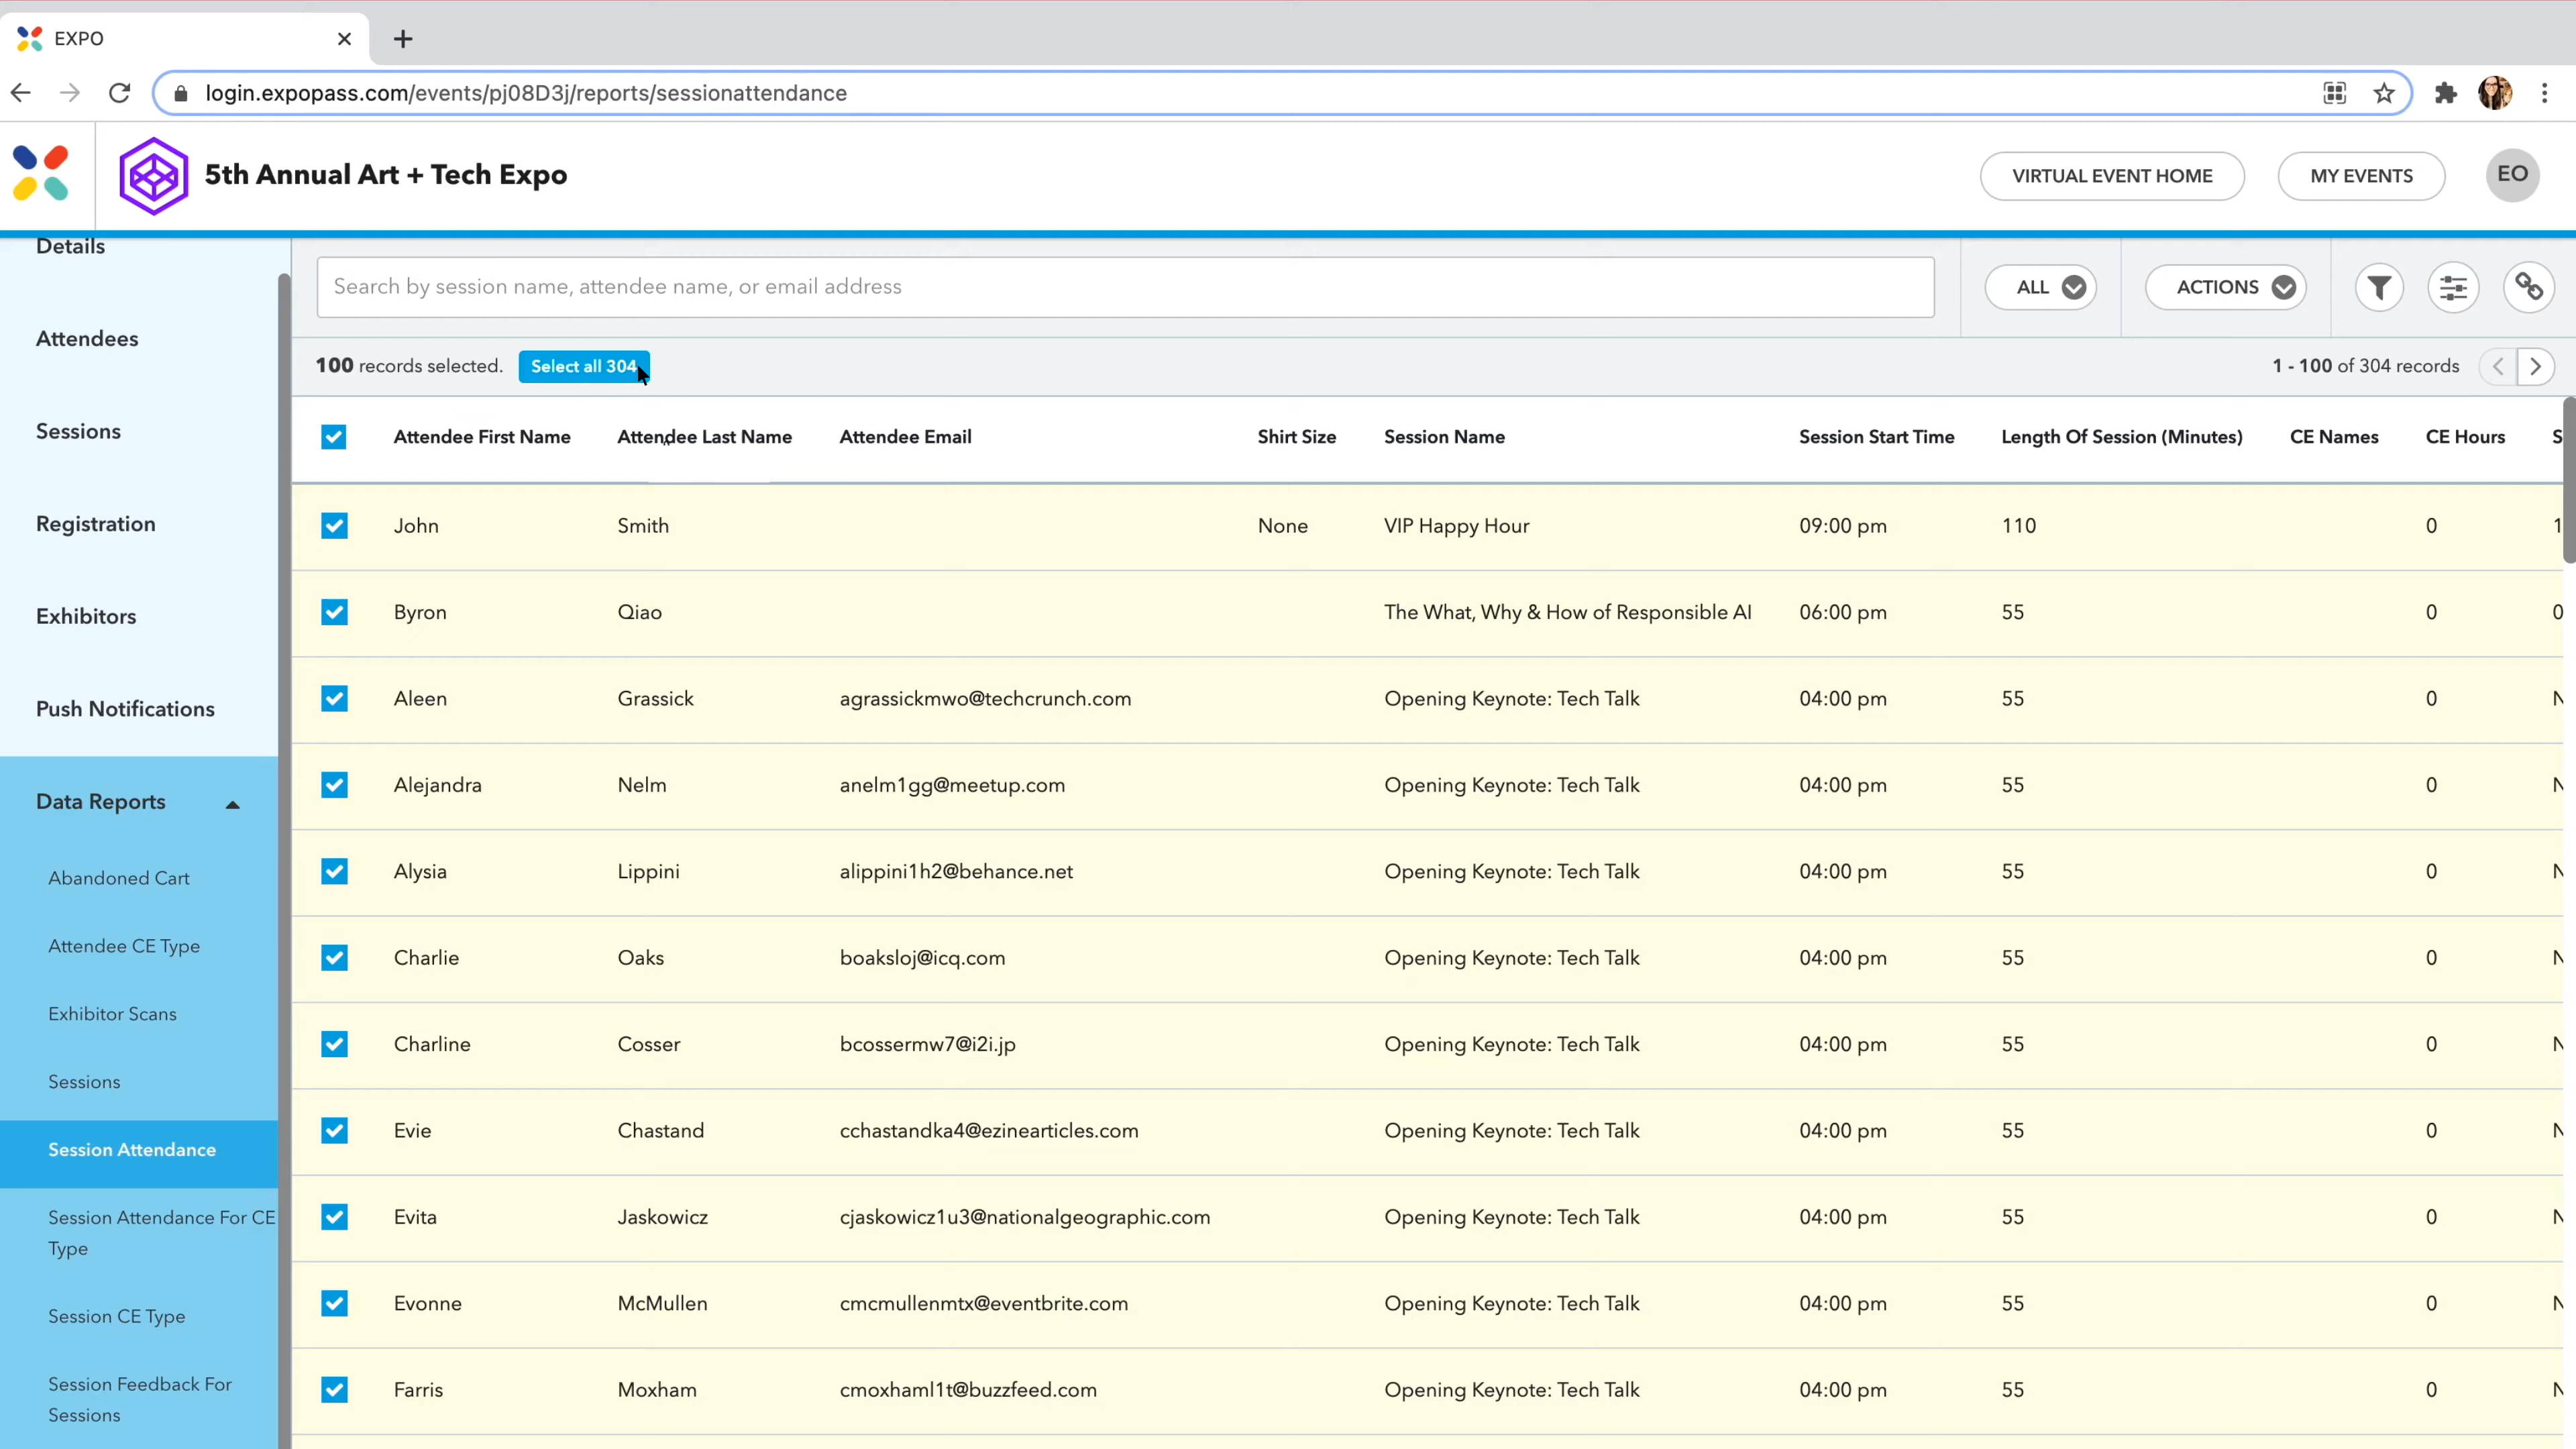 EXPO
login.expopass.com/events/pj08D3j/reports/sessionattendance
5th Annual Art + Tech Expo
VIRTUAL EVENT HOME
MY EVENTS
EO
Details
Attendees
Sessions
Registration
Exhibitors
Push Notifications
Data Reports
Abandoned Cart
Attendee CE Type
Exhibitor Scans
Sessions
Session Attendance
Session Attendance For CE
Type
Session CE Type
Session Feedback For
Sessions
Search by session name, attendee name, or email address
ALL
ACTIONS
100 records selected.
Select all 304
1 - 100 of 304 records
Attendee First Name Attendee Last Name Attendee Email Shirt Size Session Name Session Start Time Length Of Session (Minutes) CE Names CE Hours S
John Smith None VIP Happy Hour 09:00 pm 110 0 1
Byron Qiao The What, Why & How of Responsible AI 06:00 pm 55 0 0
Aleen Grassick agrassickmwo@techcrunch.com Opening Keynote: Tech Talk 04:00 pm 55 0 N
Alejandra Nelm anelm1gg@meetup.com Opening Keynote: Tech Talk 04:00 pm 55 0 N
Alysia Lippini alippini1h2@behance.net Opening Keynote: Tech Talk 04:00 pm 55 0 N
Charlie Oaks boaksloj@icq.com Opening Keynote: Tech Talk 04:00 pm 55 0 N
Charline Cosser bcossermw7@i2i.jp Opening Keynote: Tech Talk 04:00 pm 55 0 N
Evie Chastand cchastandka4@ezinearticles.com Opening Keynote: Tech Talk 04:00 pm 55 0 N
Evita Jaskowicz cjaskowicz1u3@nationalgeographic.com Opening Keynote: Tech Talk 04:00 pm 55 0 N
Evonne McMullen cmcmullenmtx@eventbrite.com Opening Keynote: Tech Talk 04:00 pm 55 0 N
Farris Moxham cmoxhaml1t@buzzfeed.com Opening Keynote: Tech Talk 04:00 pm 55 0 N